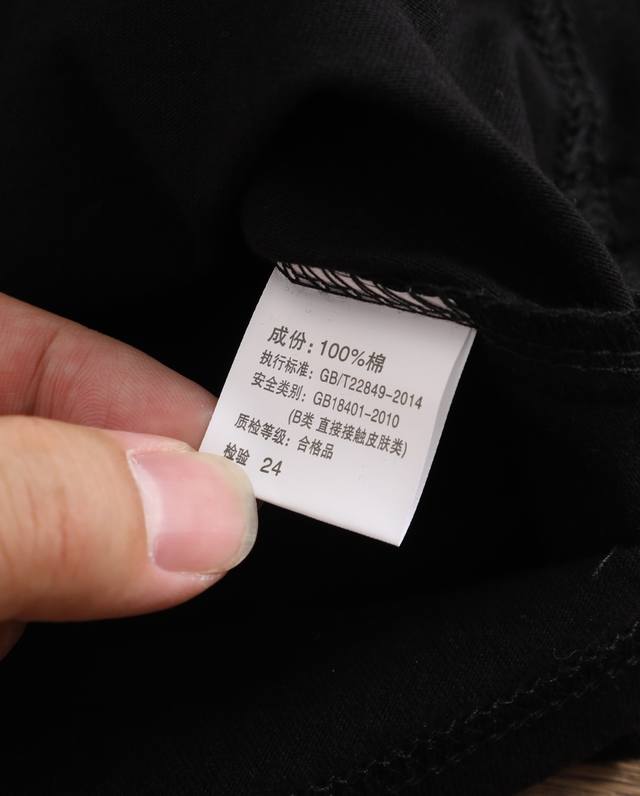 成份：100%棉
执行标准：GB/T22849-2014
安全类别：GB18401-2010
(B类 直接接触皮肤类)
质检等级：合格品
检验 24